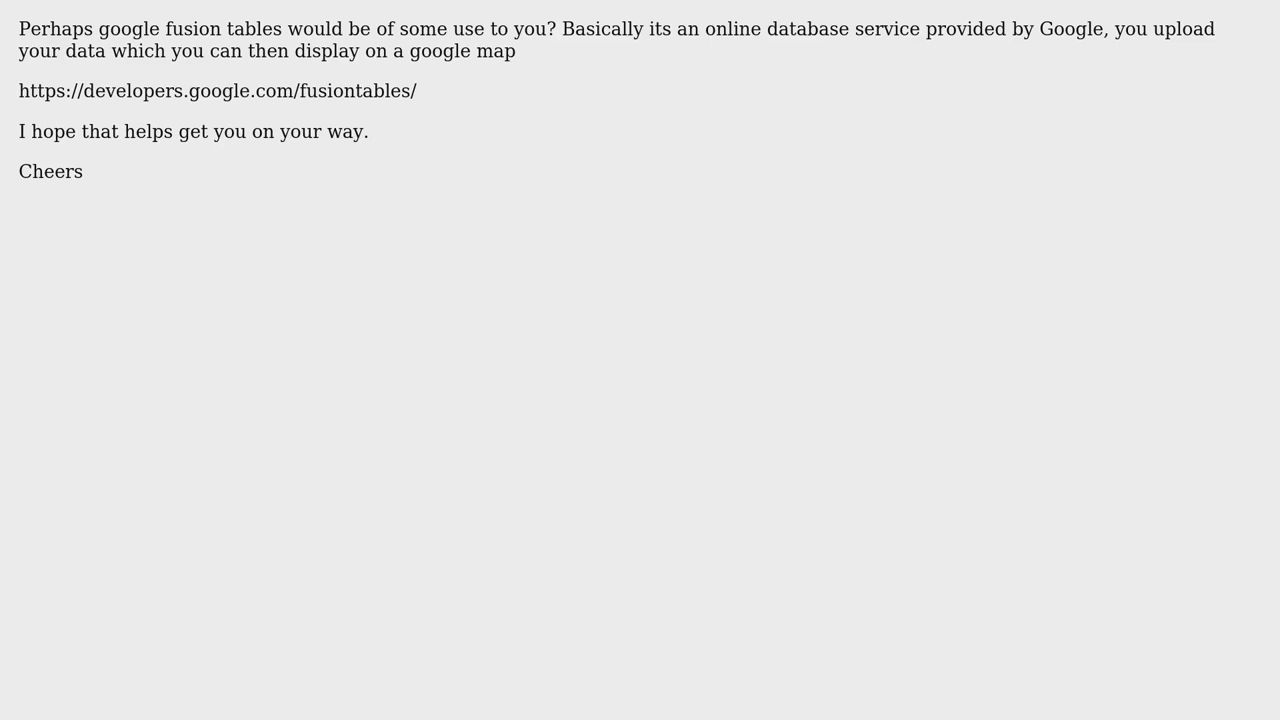 Perhaps google fusion tables would be of some use to you? Basically its an online database service provided by Google, you upload
your data which you can then display on a google map
https://developers.google.com/fusiontables/
I hope that helps get you on your way.
Cheers